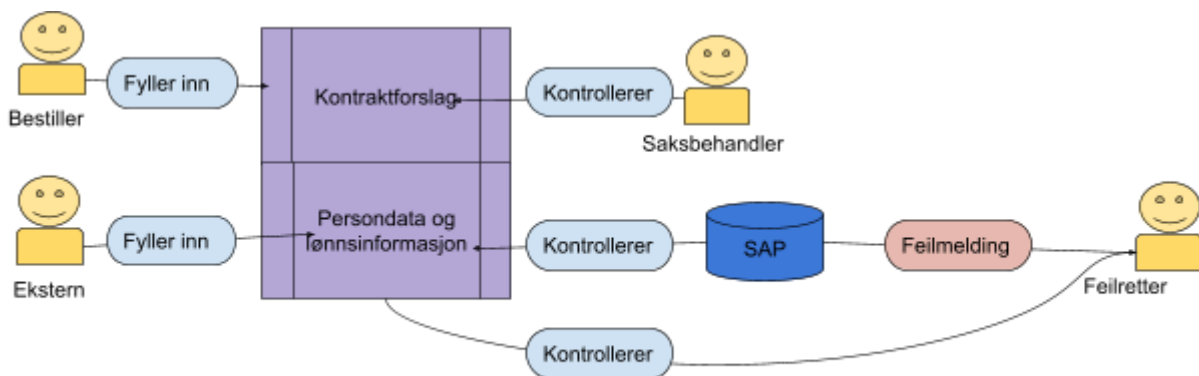 Fyller inn
Kontraktforslag
Kontrollerer
Bestiller
Saksbehandler
Fyller inn
Persondata og
lønnsinformasjon
Kontrollerer
SAP
Feilmelding
Ekstern
Feilretter
Kontrollerer